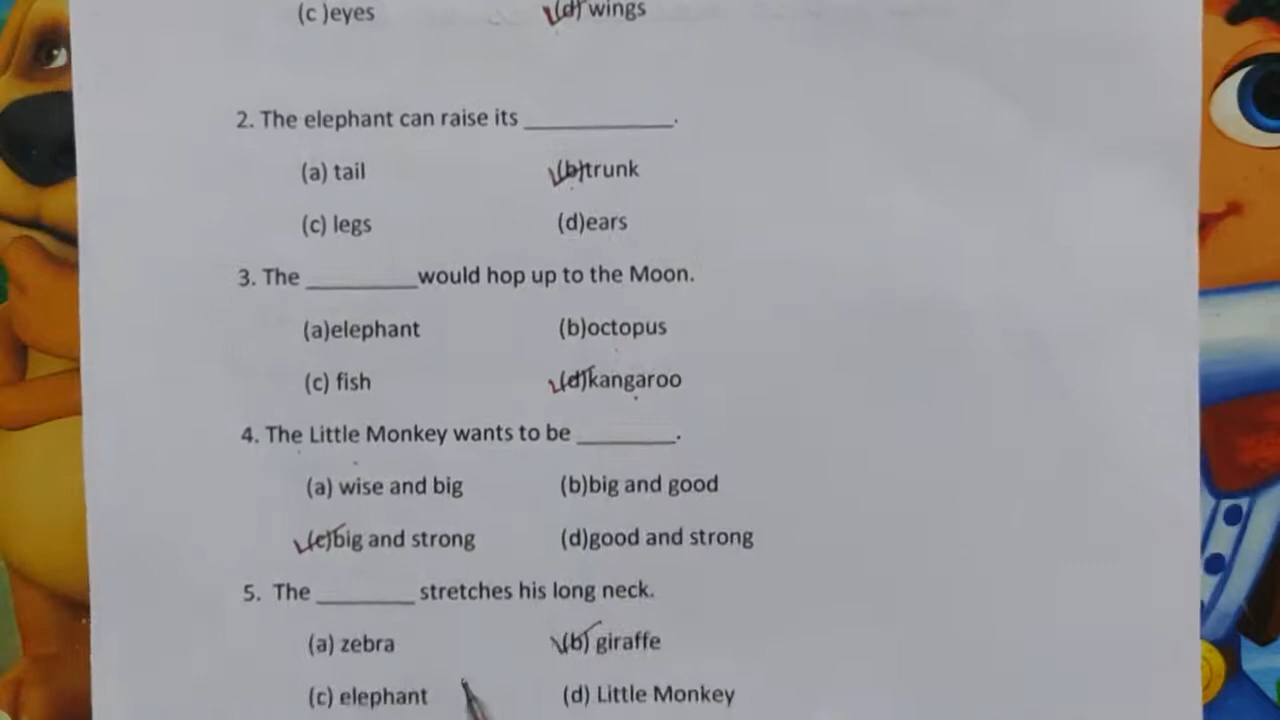 (c )eyes (d) wings
2. The elephant can raise its ____________.
(a) tail (b)trunk
(c) legs (d)ears
3. The _________would hop up to the Moon.
(a)elephant (b)octopus
(c) fish (d)kangaroo
4. The Little Monkey wants to be ________.
(a) wise and big (b)big and good
(c)big and strong (d)good and strong
5. The ________ stretches his long neck.
(a) zebra (b) giraffe
(c) elephant (d) Little Monkey